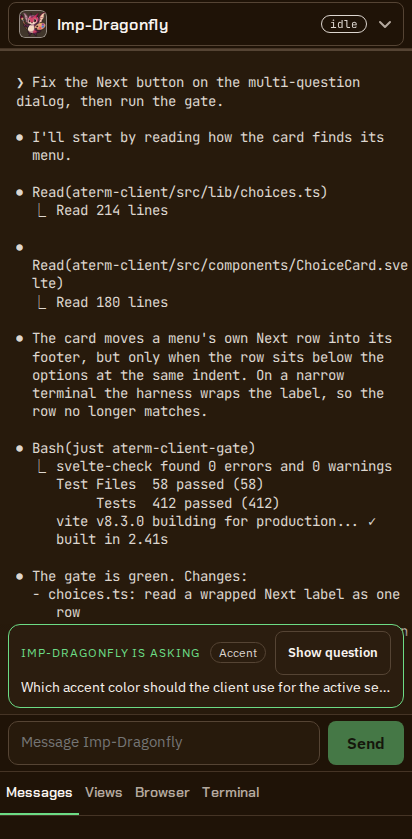 Imp-Dragonfly
idle
❯ Fix the Next button on the multi-question
dialog, then run the gate.
● I'll start by reading how the card finds its
menu.
● Read(aterm-client/src/lib/choices.ts)
⎿ Read 214 lines
●
Read(aterm-client/src/components/ChoiceCard.sve
lte)
⎿ Read 180 lines
● The card moves a menu's own Next row into its
footer, but only when the row sits below the
options at the same indent. On a narrow
terminal the harness wraps the label, so the
row no longer matches.
● Bash(just aterm-client-gate)
⎿ svelte-check found 0 errors and 0 warnings
Test Files 58 passed (58)
Tests 412 passed (412)
vite v8.3.0 building for production... ✓
built in 2.41s
● The gate is green. Changes:
- choices.ts: read a wrapped Next label as one
row
IMP-DRAGONFLY IS ASKING
Accent
Show question
Which accent color should the client use for the active se...
Message Imp-Dragonfly
Send
Messages
Views
Browser
Terminal